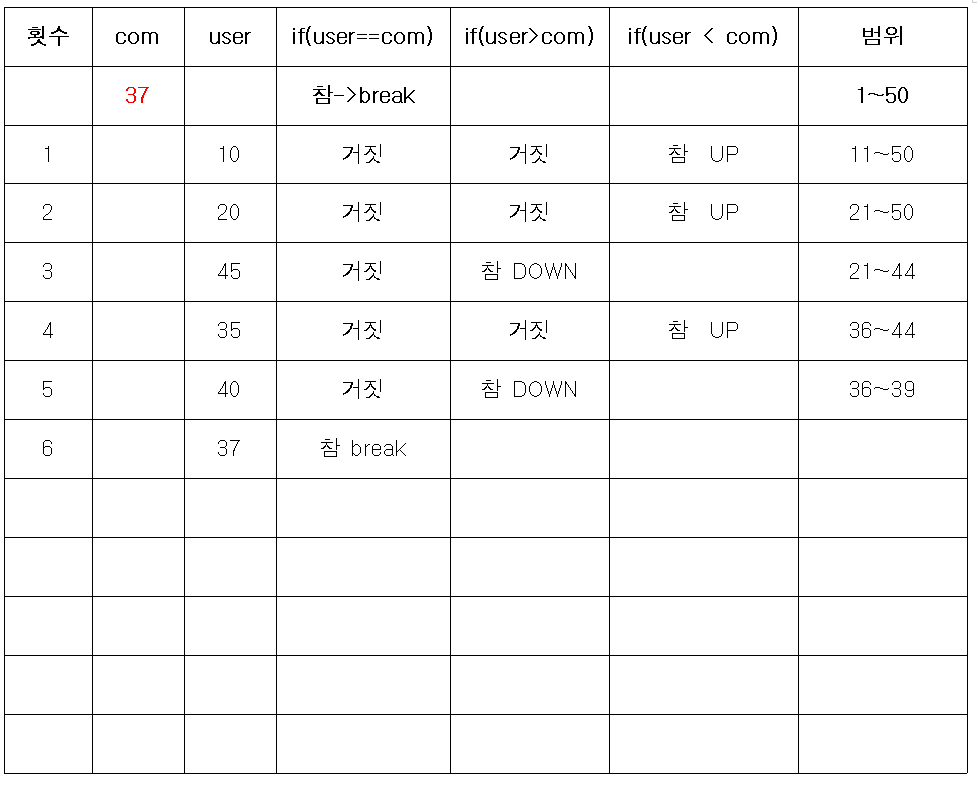 횟수 com user if(user==com) if(user>com) if(user < com) 범위
37 참->break 1~50
1 10 거짓 거짓 참 UP 11~50
2 20 거짓 거짓 참 UP 21~50
3 45 거짓 참 DOWN 21~44
4 35 거짓 거짓 참 UP 36~44
5 40 거짓 참 DOWN 36~39
6 37 참 break